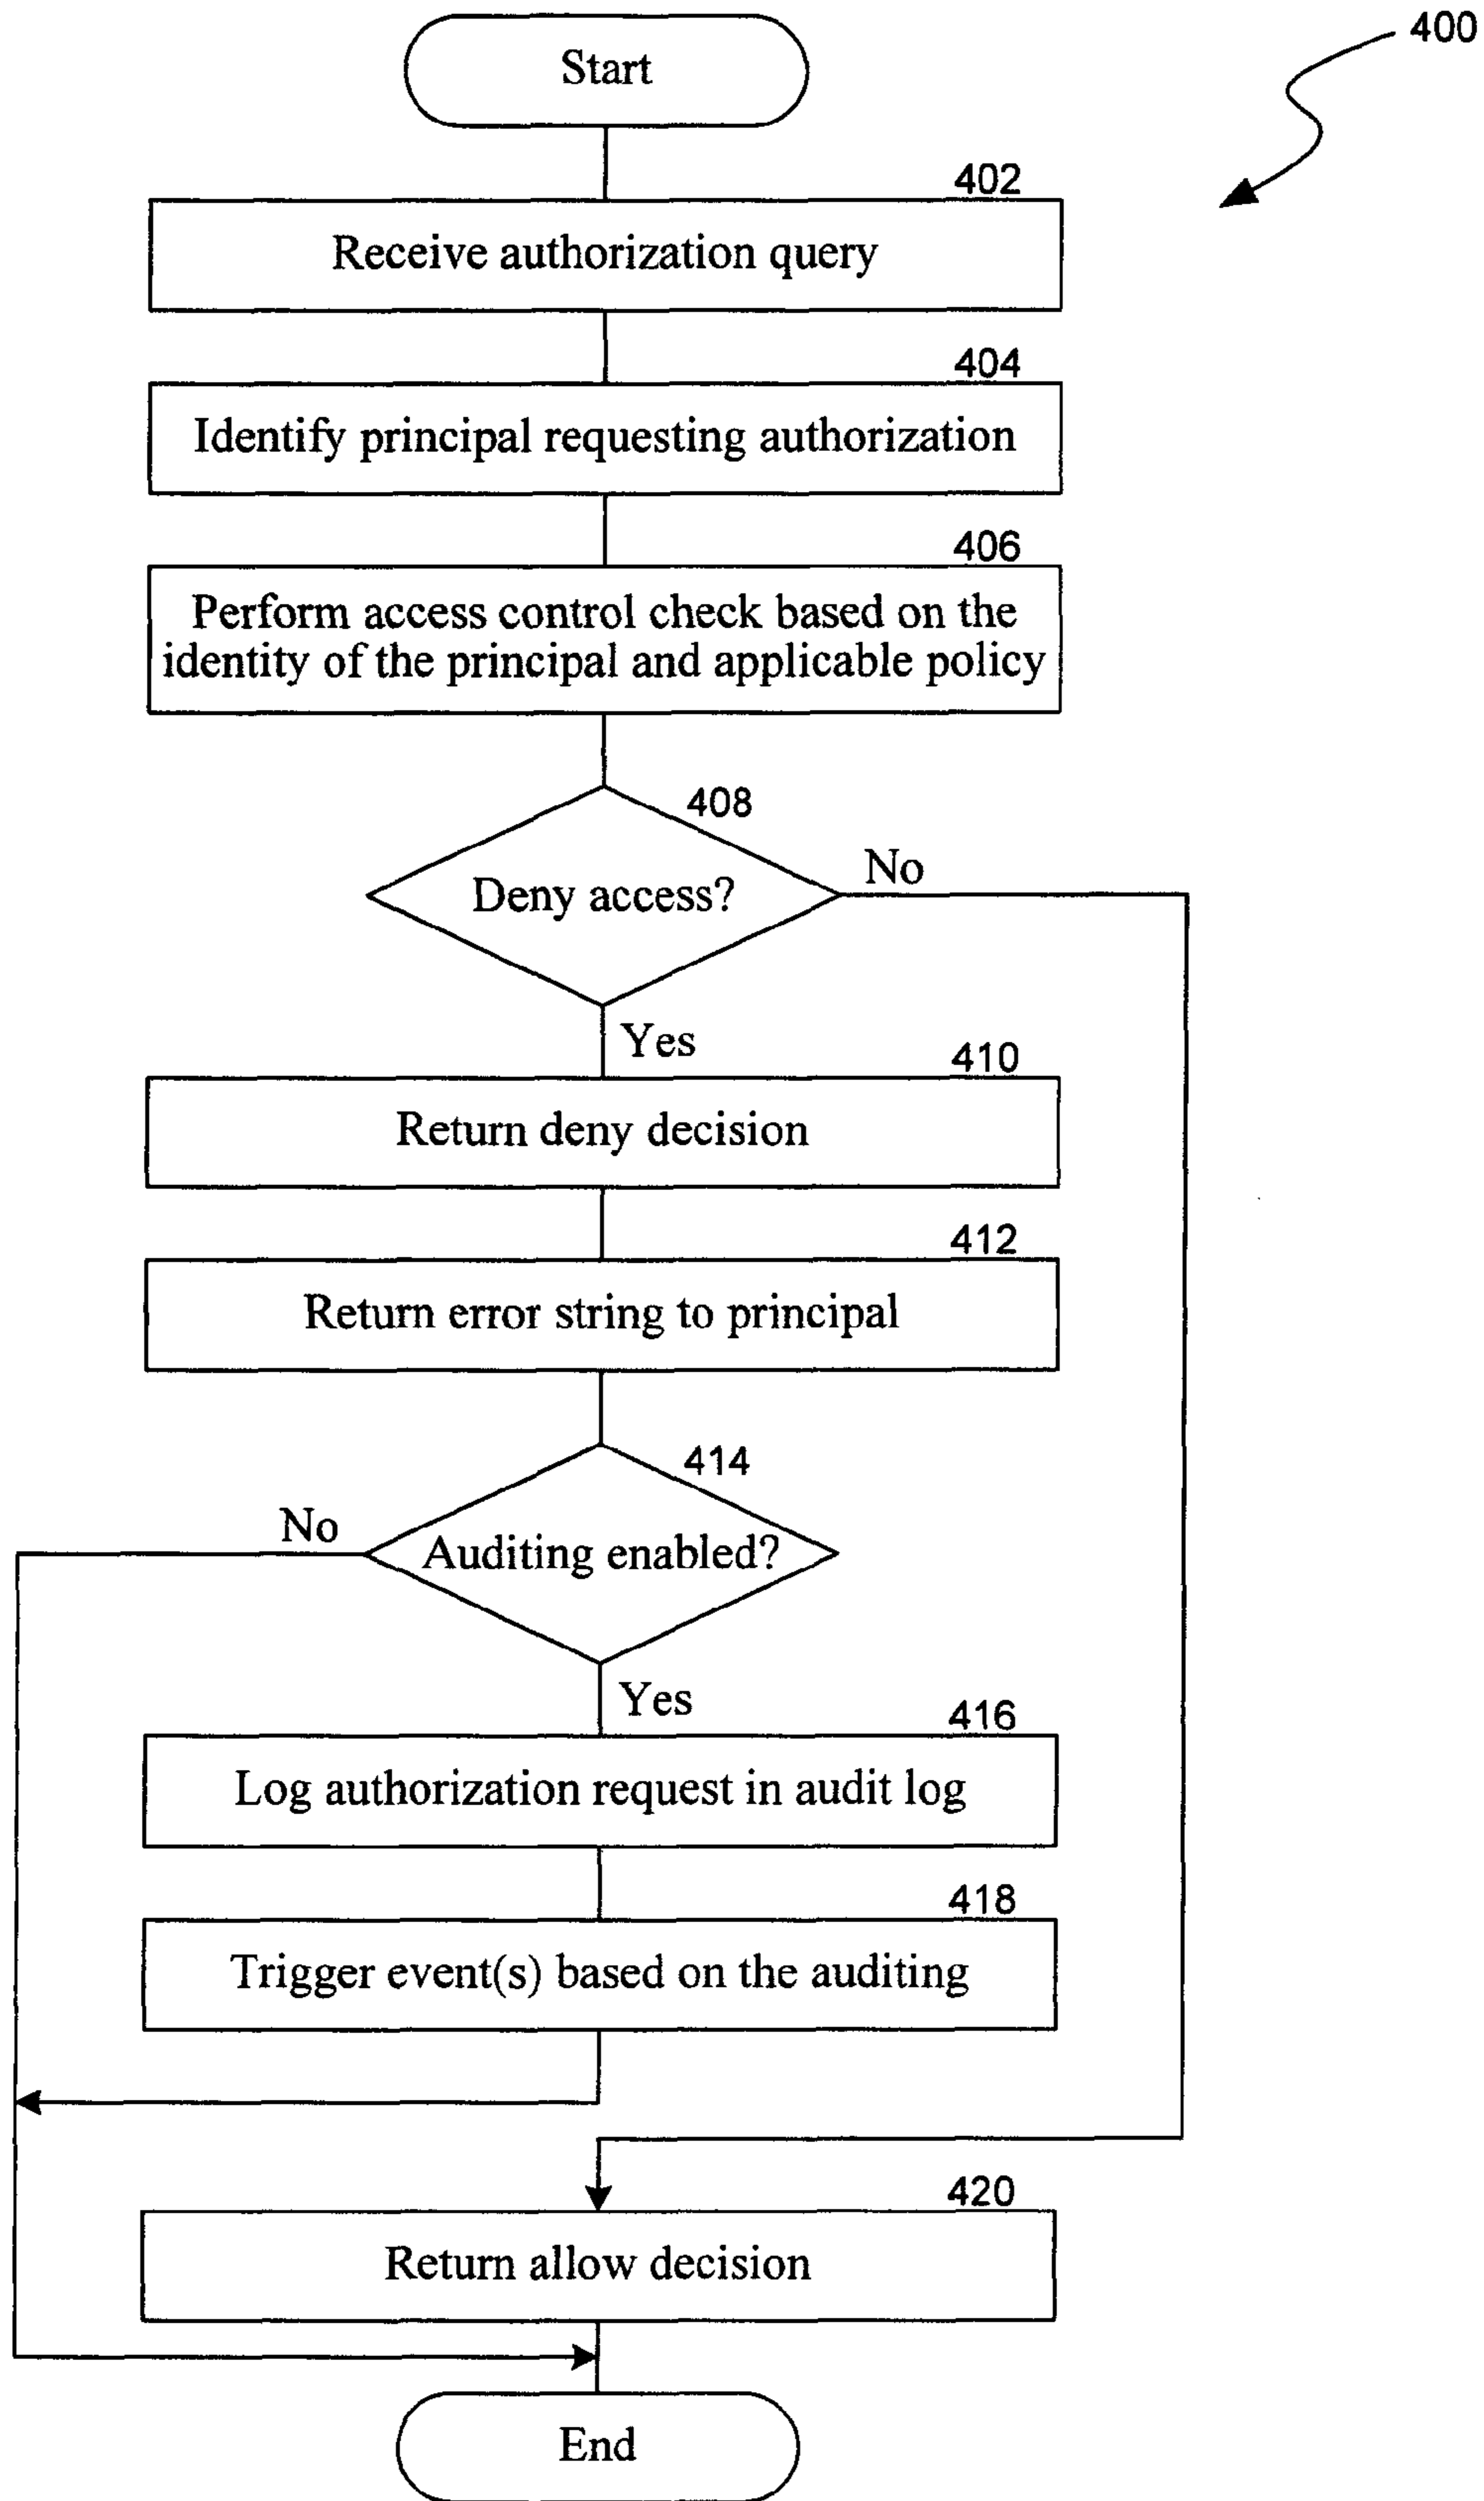 400
Start
402
Receive authorization query
404
Identify principal requesting authorization
406
Perform access control check based on the
identity of the principal and applicable policy
408
Deny access?
No
Yes
410
Return deny decision
412
Return error string to principal
414
No
Auditing enabled?
Yes
416
Log authorization request in audit log
418
Trigger event(s) based on the auditing
420
Return allow decision
End